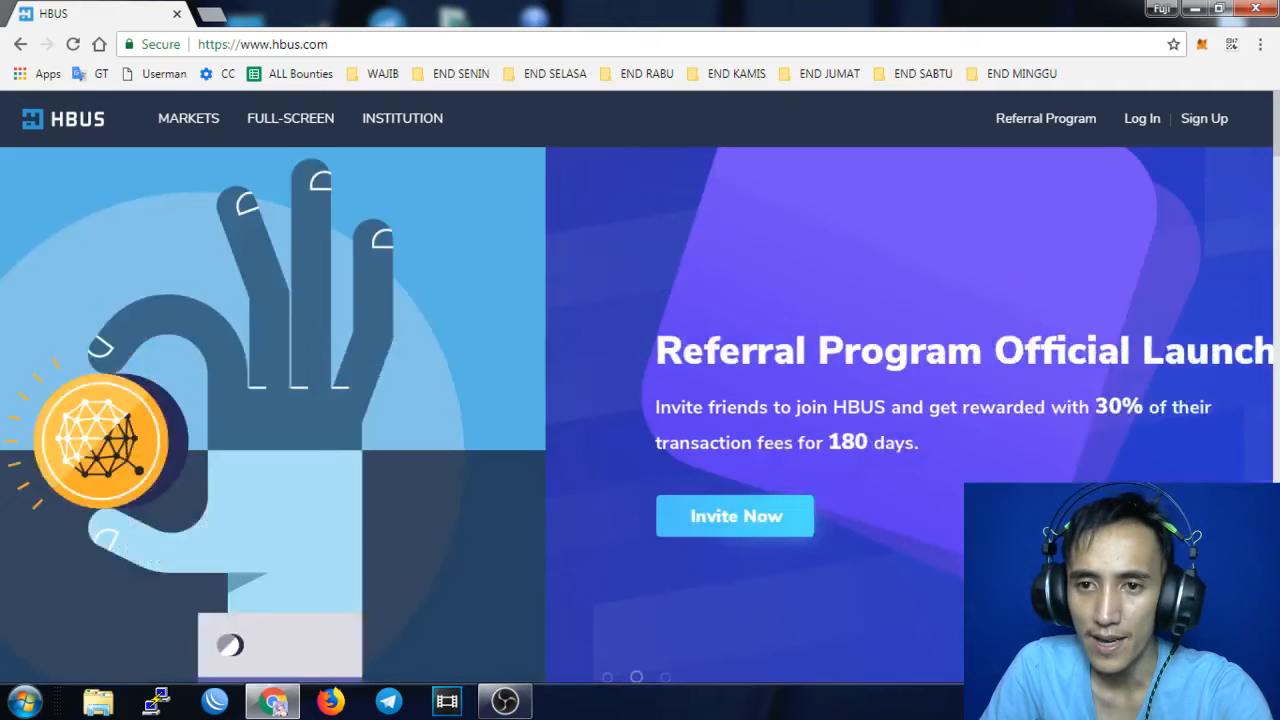 HBUS
Fuji
Secure
https://www.hbus.com
Apps GT Userman CC ALL Bounties WAJIB END SENIN END SELASA END RABU END KAMIS END JUMAT END SABTU END MINGGU
HBUS MARKETS FULL-SCREEN INSTITUTION Referral Program Log In Sign Up
Referral Program Official Launch
Invite friends to join HBUS and get rewarded with 30% of their
transaction fees for 180 days.
Invite Now